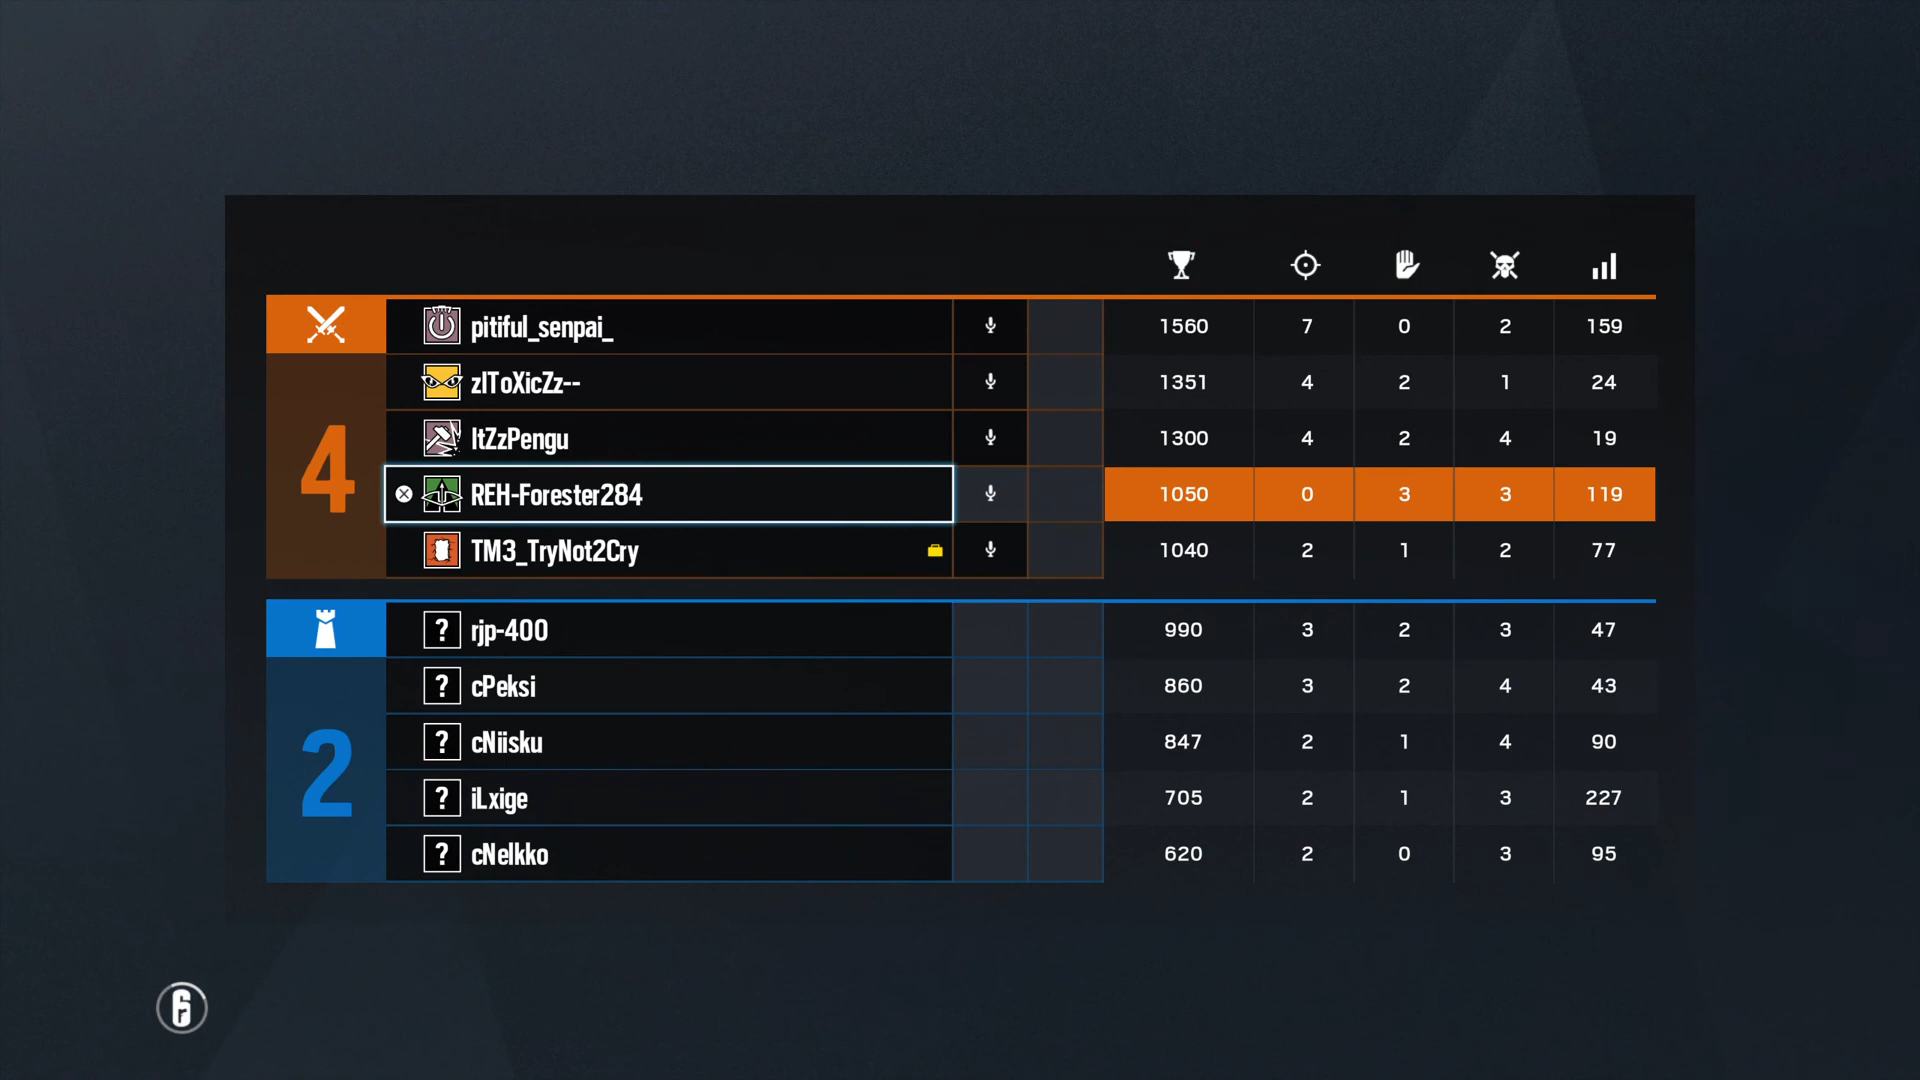 pitiful_senpai_ 1560 7 0 2 159
zlToXicZz-- 1351 4 2 1 24
ItZzPengu 1300 4 2 4 19
REH-Forester284 1050 0 3 3 119
TM3_TryNot2Cry 1040 2 1 2 77
4
? rjp-400 990 3 2 3 47
? cPeksi 860 3 2 4 43
? cNiisku 847 2 1 4 90
? iLxige 705 2 1 3 227
? cNelkko 620 2 0 3 95
2
6